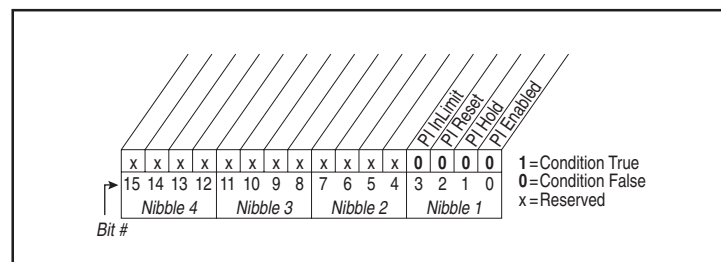 PI InLimit
PI Reset
PI Hold
PI Enabled
x x x x x x x x x x x x 0 0 0 0
15 14 13 12 11 10 9 8 7 6 5 4 3 2 1 0
Nibble 4 Nibble 3 Nibble 2 Nibble 1
Bit #
1=Condition True
0=Condition False
x=Reserved